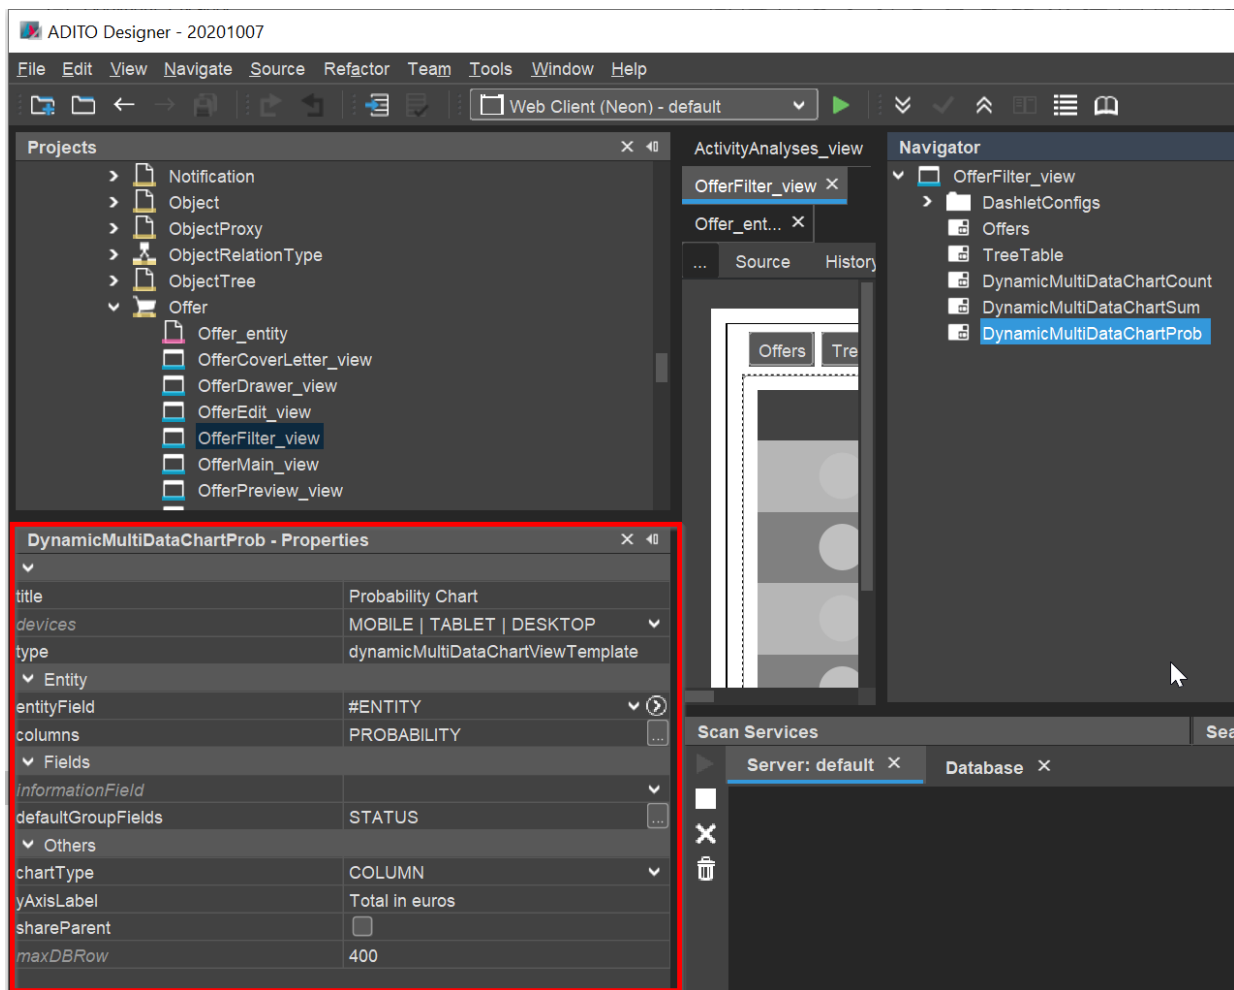 ADITO Designer - 20201007
File Edit View Navigate Source Refactor Team Tools Window Help
Web Client (Neon) - default
Projects
Notification
Object
ObjectProxy
ObjectRelationType
ObjectTree
Offer
Offer_entity
OfferCoverLetter_view
OfferDrawer_view
OfferEdit_view
OfferFilter_view
OfferMain_view
OfferPreview_view
DynamicMultiDataChartProb - Properties
title Probability Chart
devices MOBILE | TABLET | DESKTOP
type dynamicMultiDataChartViewTemplate
Entity
entityField #ENTITY
columns PROBABILITY ...
Fields
informationField
defaultGroupFields STATUS ...
Others
chartType COLUMN
yAxisLabel Total in euros
shareParent
maxDBRow 400
ActivityAnalyses_view
OfferFilter_view
Offer_ent...
... Source History
Offers Tre
Navigator
OfferFilter_view
DashletConfigs
Offers
TreeTable
DynamicMultiDataChartCount
DynamicMultiDataChartSum
DynamicMultiDataChartProb
Scan Services Sea
Server: default Database